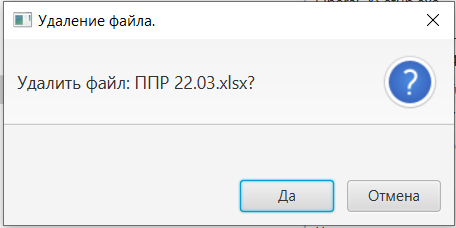 Удаление файла.
Удалить файл: ППР 22.03.xlsx?
Да
Отмена